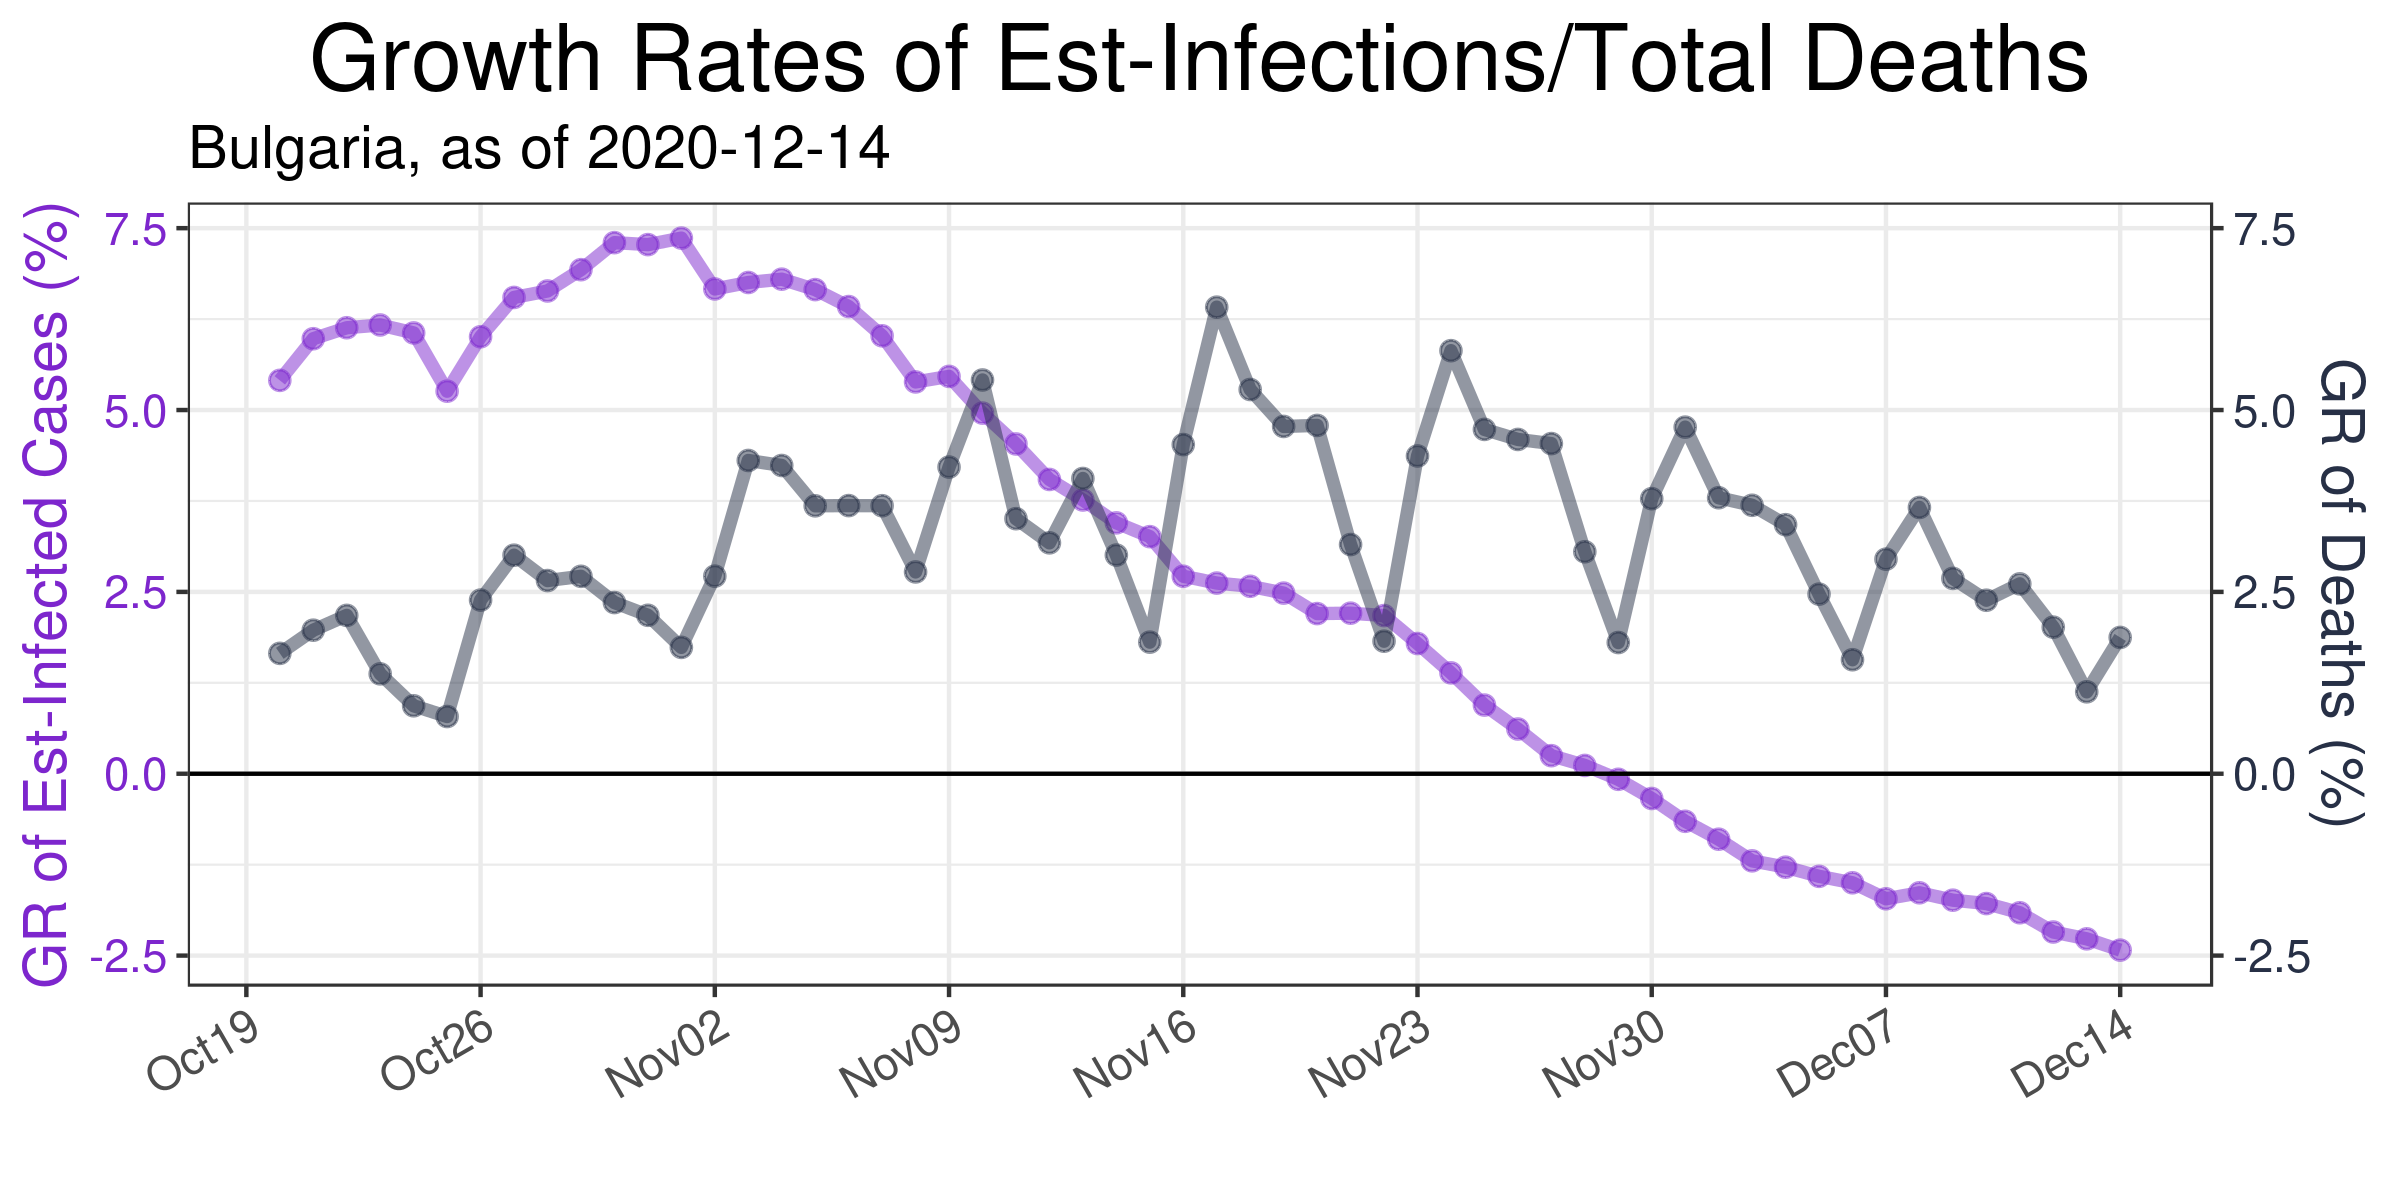 Growth Rates of Est-Infections/Total Deaths
Bulgaria, as of 2020-12-14
GR of Est-Infected Cases (%)
7.5
5.0
2.5
0.0
-2.5
7.5
5.0
2.5
0.0
-2.5
GR of Deaths (%)
Oct19
Oct26
Nov02
Nov09
Nov16
Nov23
Nov30
Dec07
Dec14